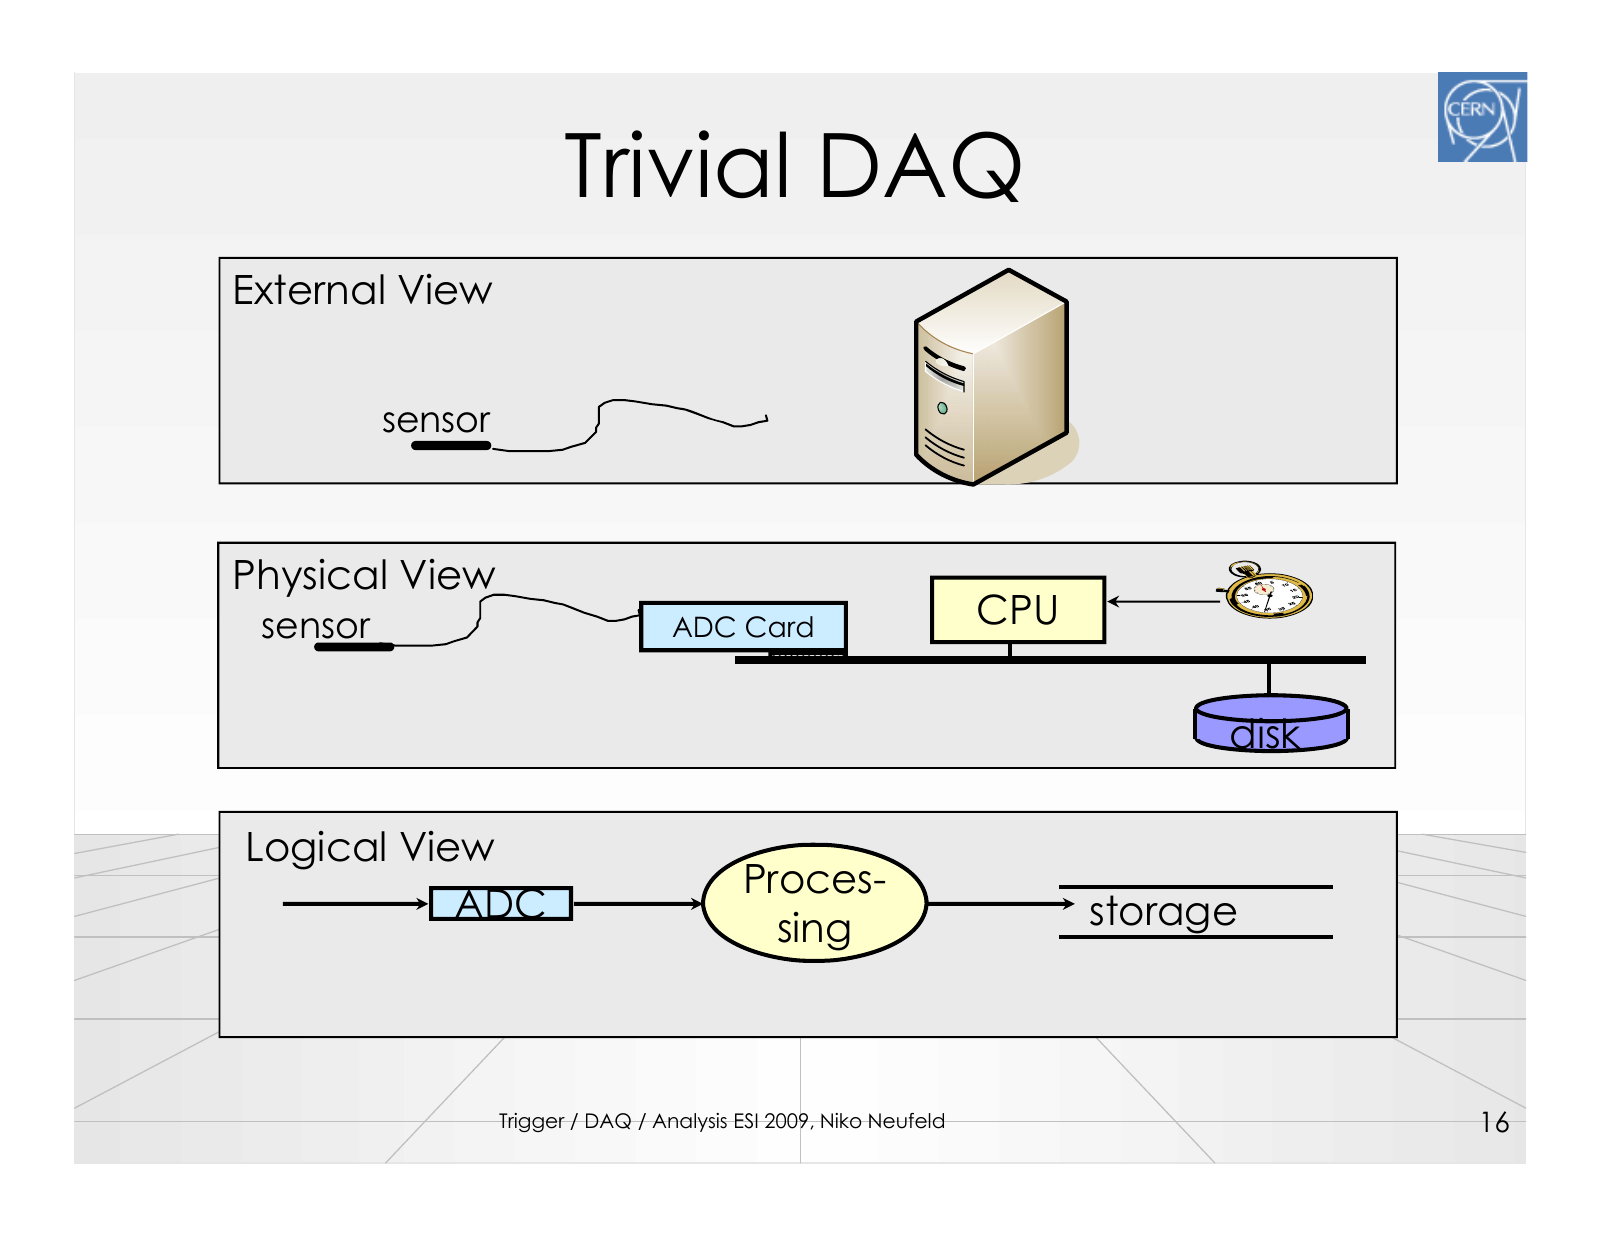 CERN
Trivial DAQ
External View
sensor
Physical View
sensor
ADC Card
CPU
disk
Logical View
ADC
Proces-
sing
storage
Trigger / DAQ / Analysis ESI 2009, Niko Neufeld
16